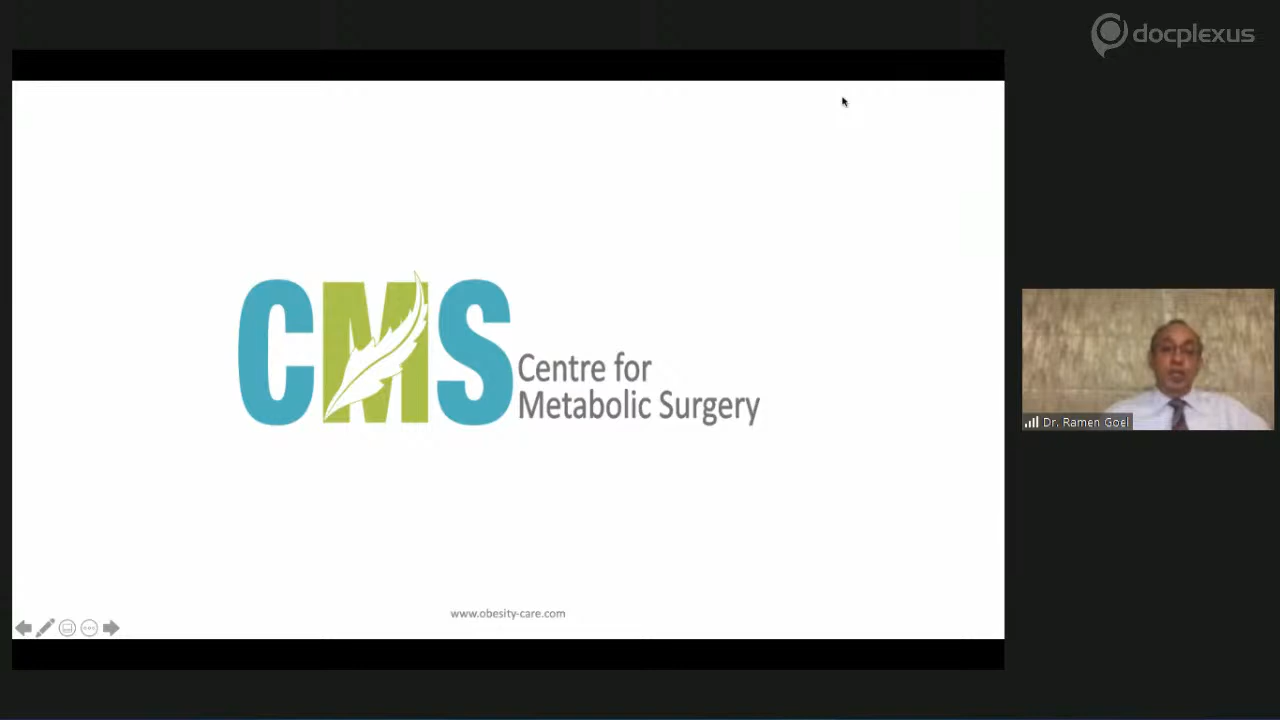 docplexus
CMS
Centre for
Metabolic Surgery
Dr. Ramen Goel
www.obesity-care.com